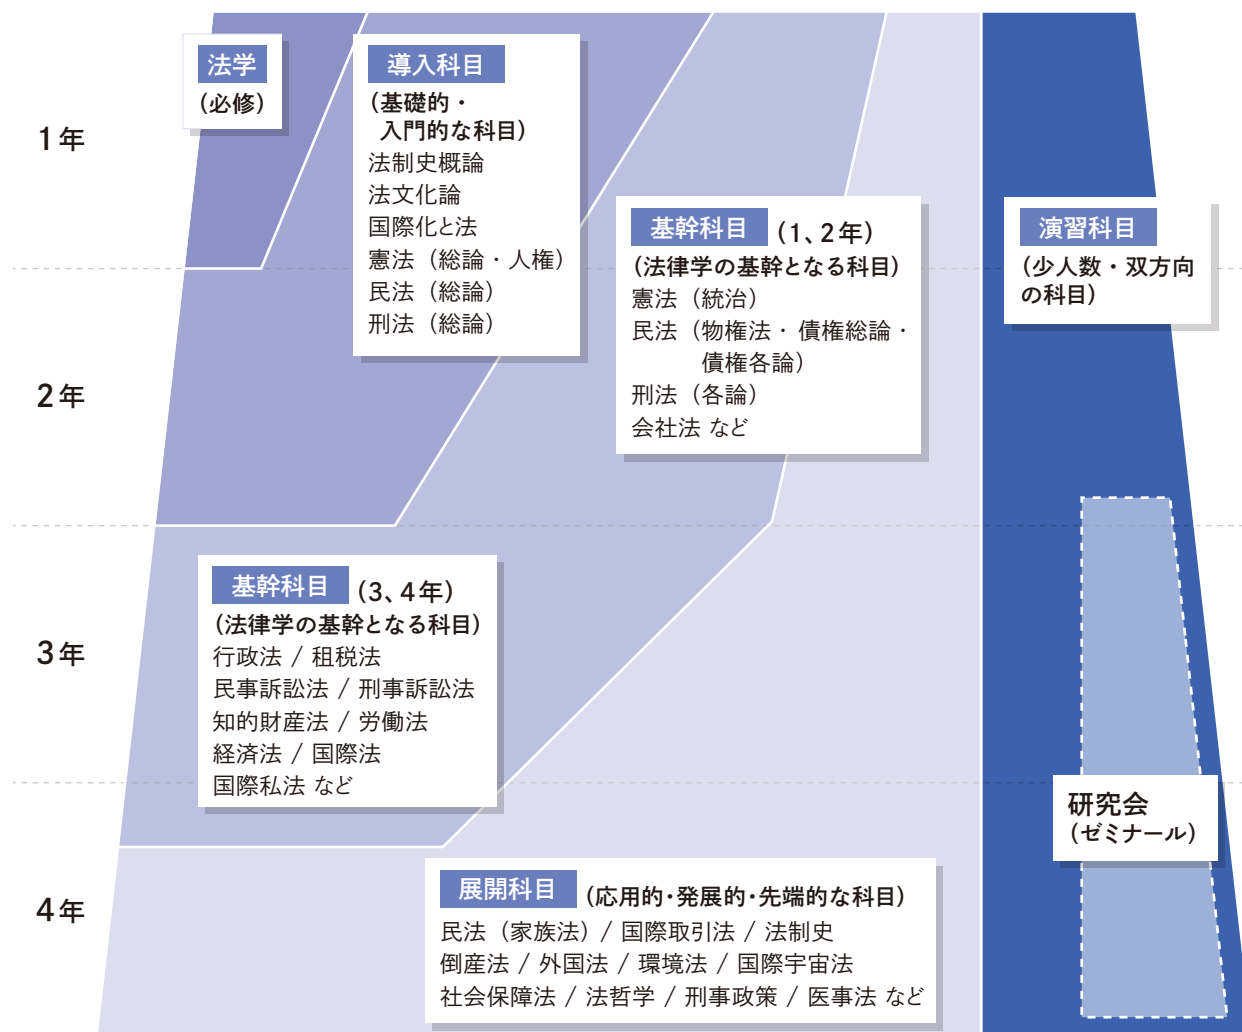 法学
（必修）
導入科目
（基礎的・
入門的な科目）
法制史概論
法文化論
国際化と法
憲法（総論・人権）
民法（総論）
刑法（総論）
1年
基幹科目（1、2年）
（法律学の基幹となる科目）
憲法（統治）
民法（物権法・債権総論・
債権各論）
刑法（各論）
会社法 など
演習科目
（少人数・双方向
の科目）
2年
基幹科目（3、4年）
（法律学の基幹となる科目）
行政法 / 租税法
民事訴訟法 / 刑事訴訟法
知的財産法 / 労働法
経済法 / 国際法
国際私法 など
3年
研究会
（ゼミナール）
4年
展開科目（応用的・発展的・先端的な科目）
民法（家族法）/ 国際取引法 / 法制史
倒産法 / 外国法 / 環境法 / 国際宇宙法
社会保障法 / 法哲学 / 刑事政策 / 医事法 など